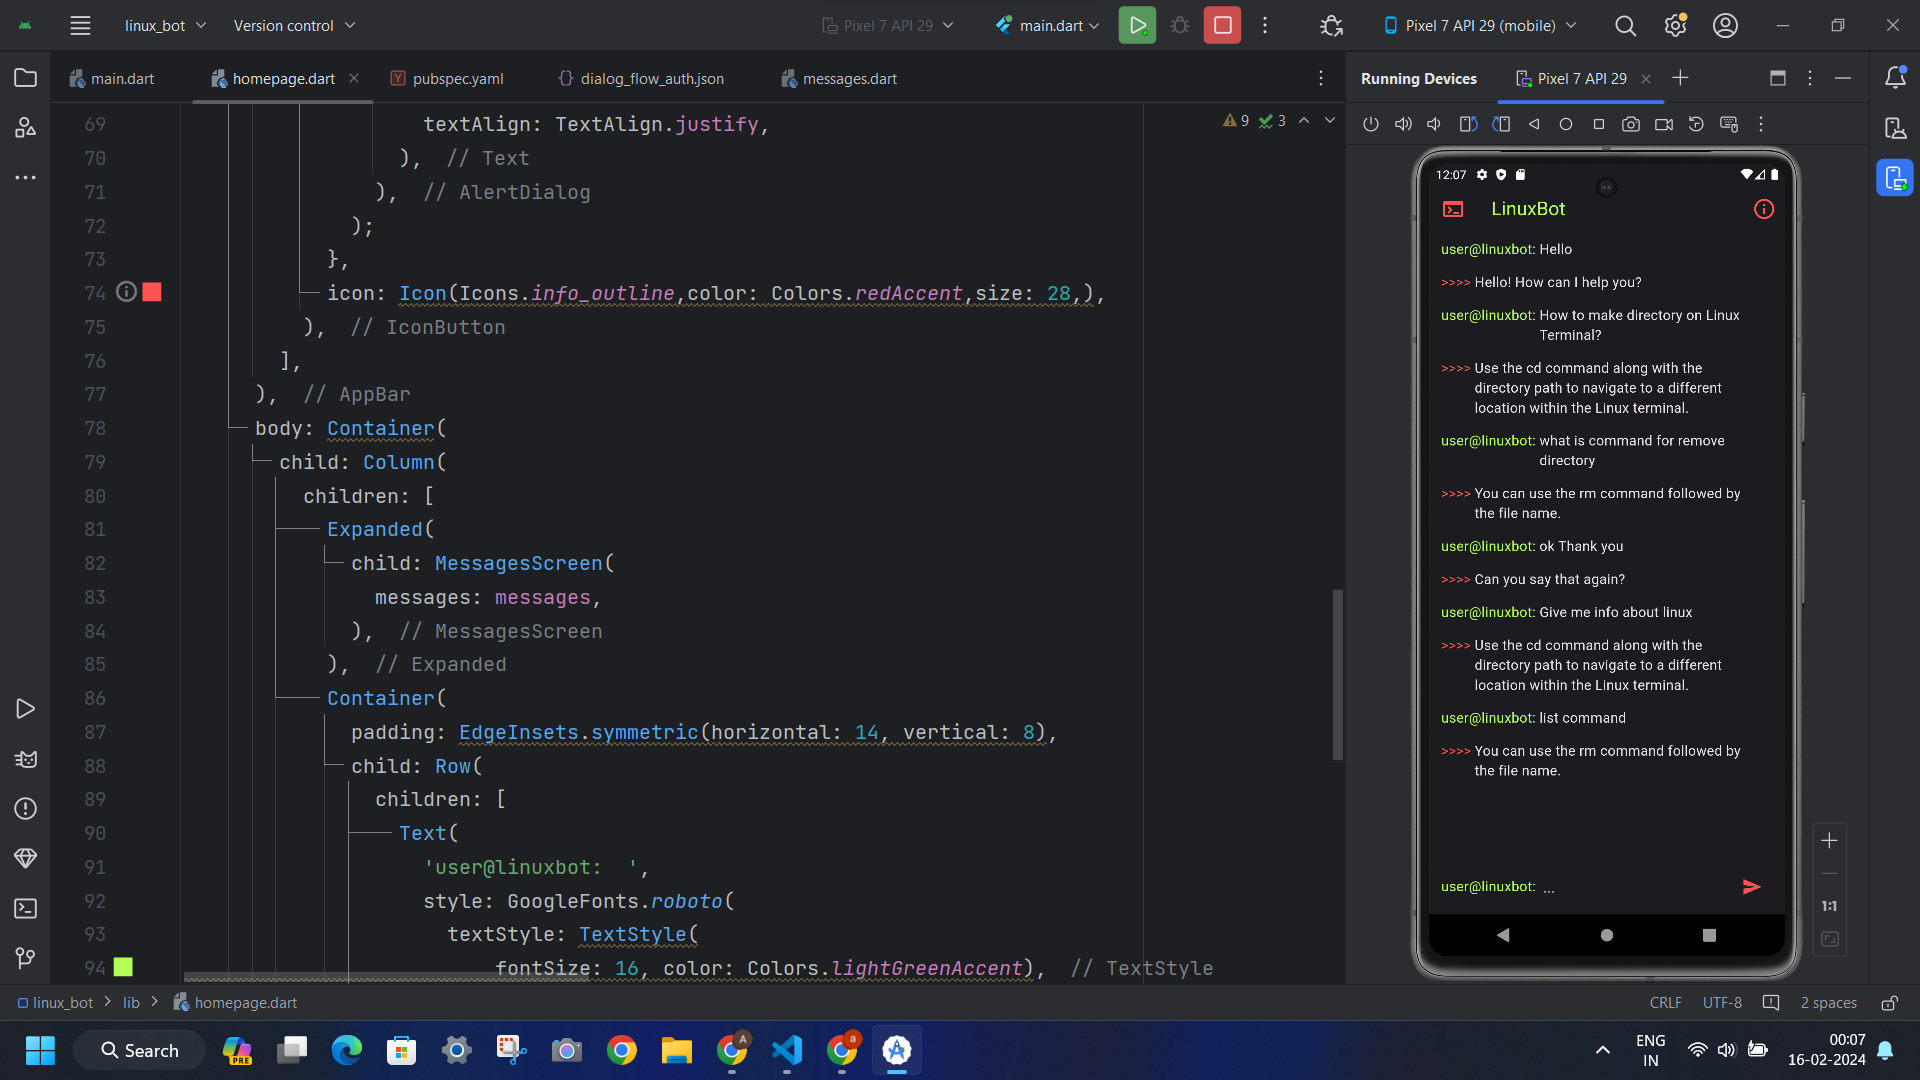 linux_bot
Version control
Pixel 7 API 29
main.dart
Pixel 7 API 29 (mobile)
main.dart
homepage.dart
pubspec.yaml
dialog_flow_auth.json
messages.dart
Running Devices
Pixel 7 API 29
9
3
69 textAlign: TextAlign.justify,
70 ), // Text
71 ), // AlertDialog
72 );
73 },
74 icon: Icon(Icons.info_outline,color: Colors.redAccent,size: 28,),
75 ), // IconButton
76 ],
77 ), // AppBar
78 body: Container(
79 child: Column(
80 children: [
81 Expanded(
82 child: MessagesScreen(
83 messages: messages,
84 ), // MessagesScreen
85 ), // Expanded
86 Container(
87 padding: EdgeInsets.symmetric(horizontal: 14, vertical: 8),
88 child: Row(
89 children: [
90 Text(
91 'user@linuxbot:  ',
92 style: GoogleFonts.roboto(
93 textStyle: TextStyle(
94 fontSize: 16, color: Colors.lightGreenAccent), // TextStyle
12:07
LinuxBot
user@linuxbot: Hello
>>>> Hello! How can I help you?
user@linuxbot: How to make directory on Linux
Terminal?
>>>> Use the cd command along with the
directory path to navigate to a different
location within the Linux terminal.
user@linuxbot: what is command for remove
directory
>>>> You can use the rm command followed by
the file name.
user@linuxbot: ok Thank you
>>>> Can you say that again?
user@linuxbot: Give me info about linux
>>>> Use the cd command along with the
directory path to navigate to a different
location within the Linux terminal.
user@linuxbot: list command
>>>> You can use the rm command followed by
the file name.
user@linuxbot: ...
1:1
linux_bot > lib > homepage.dart
CRLF
UTF-8
2 spaces
Search
PRE
A
a
ENG
IN
00:07
16-02-2024